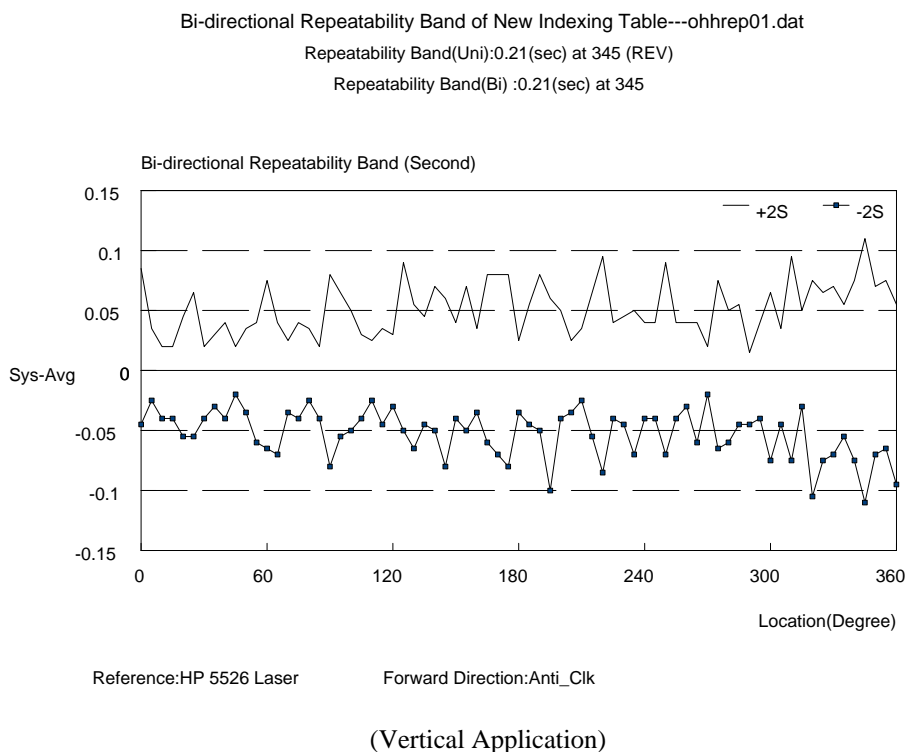 Bi-directional Repeatability Band of New Indexing Table---ohhrep01.dat
Repeatability Band(Uni):0.21(sec) at 345 (REV)
Repeatability Band(Bi) :0.21(sec) at 345
Bi-directional Repeatability Band (Second)
0.15
+2S -2S
0.1
0.05
Sys-Avg 0
-0.05
-0.1
-0.15
0 60 120 180 240 300 360
Location(Degree)
Reference:HP 5526 Laser Forward Direction:Anti_Clk
(Vertical Application)